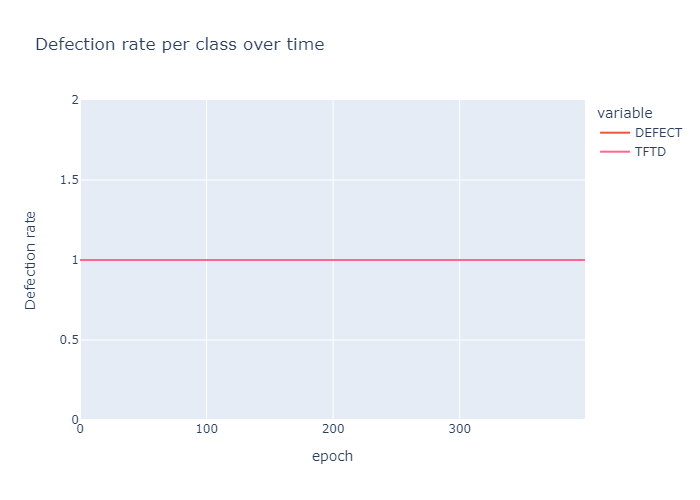 Defection rate per class over time
variable
DEFECT
TFTD
2
1.5
1
0.5
0
Defection rate
0
100
200
300
epoch